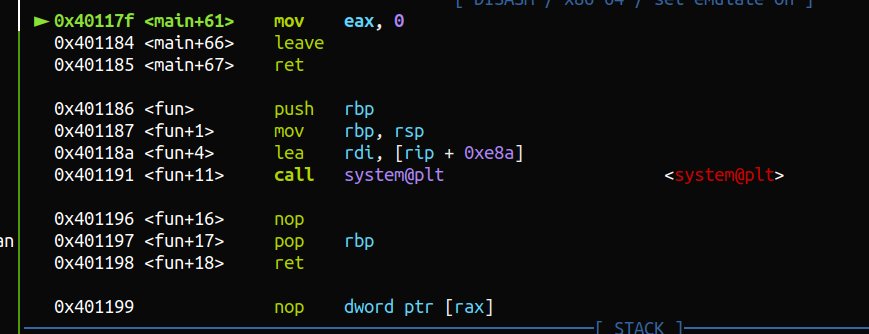 [ DISASM / x86-64 / set emulate on ]
► 0x40117f <main+61>    mov    eax, 0
0x401184 <main+66>    leave
0x401185 <main+67>    ret
0x401186 <fun>    push   rbp
0x401187 <fun+1>    mov    rbp, rsp
0x40118a <fun+4>    lea    rdi, [rip + 0xe8a]
0x401191 <fun+11>    call   system@plt    <system@plt>
0x401196 <fun+16>    nop
an 0x401197 <fun+17>    pop    rbp
0x401198 <fun+18>    ret
0x401199    nop    dword ptr [rax]
[ STACK ]